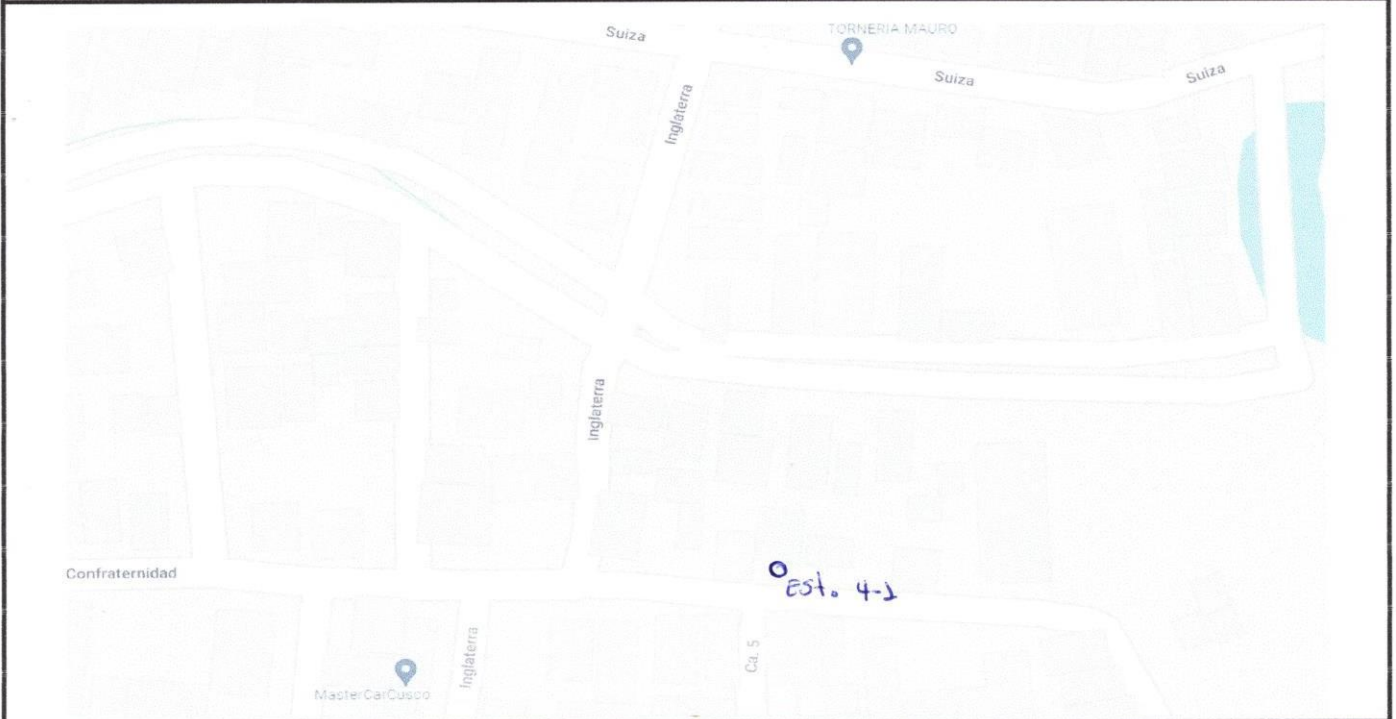 Suiza
TORNERIA MAURO
Suiza
Suiza
Inglaterra
Inglaterra
Confraternidad
Est. 4-1
Inglaterra
Ca. 5
MasterCarCusco